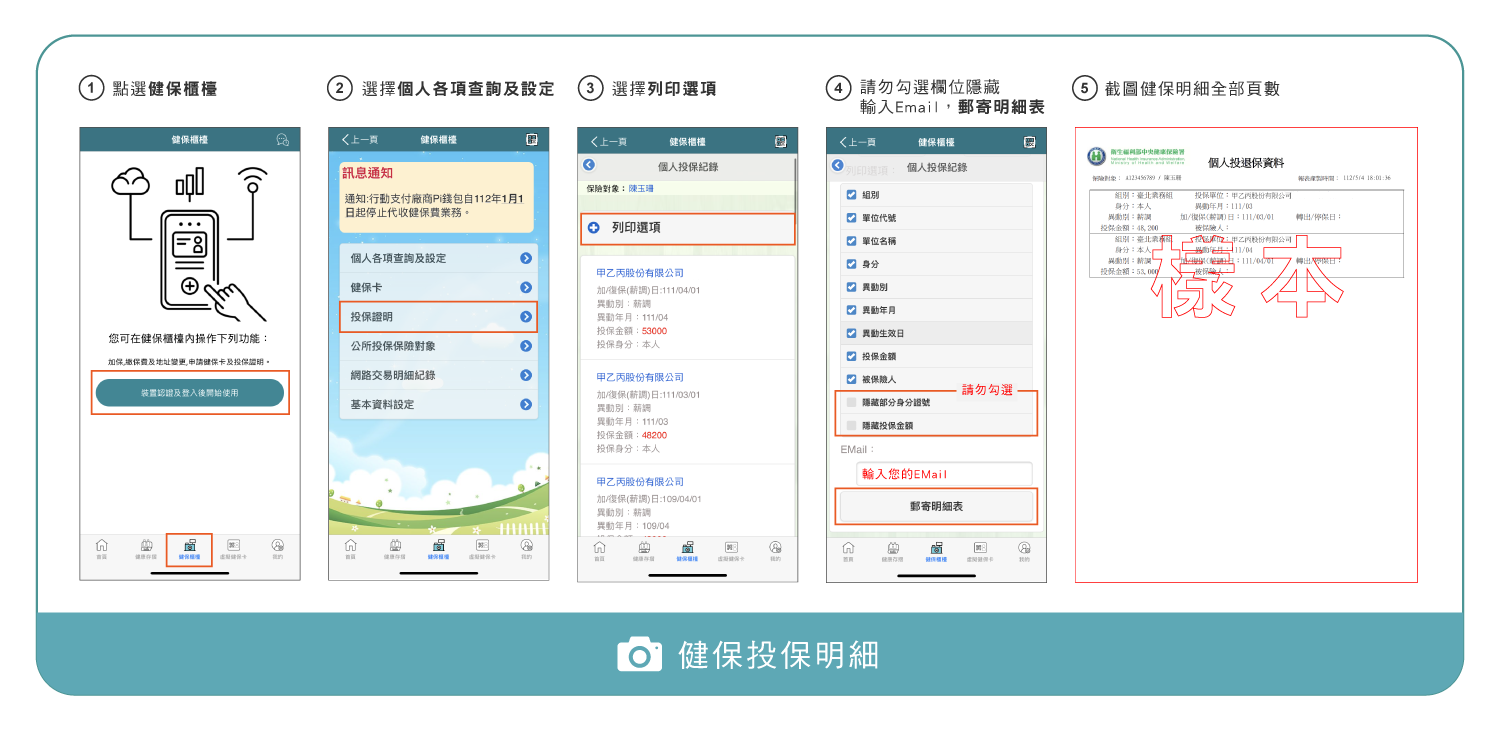 1 點選健保櫃檯
健保櫃檯
您可在健保櫃檯內操作下列功能：
加保,繳保費及地址變更,申請健保卡及投保證明。
裝置認證及登入後開始使用
首頁 健康存摺 健保櫃檯 虛擬健保卡 我的
2 選擇個人各項查詢及設定
上一頁 健保櫃檯
訊息通知
通知:行動支付廠商Pi錢包自112年1月1
日起停止代收健保費業務。
個人各項查詢及設定
健保卡
投保證明
公所投保保險對象
網路交易明細紀錄
基本資料設定
首頁 健康存摺 健保櫃檯 虛擬健保卡 我的
3 選擇列印選項
上一頁 健保櫃檯
個人投保紀錄
保險對象：陳玉珊
列印選項
甲乙丙股份有限公司
加/復保(薪調)日:111/04/01
異動別：薪調
異動年月：111/04
投保金額：53000
投保身分：本人
甲乙丙股份有限公司
加/復保(薪調)日:111/03/01
異動別：薪調
異動年月：111/03
投保金額：48200
投保身分：本人
甲乙丙股份有限公司
加/復保(薪調)日:109/04/01
異動別：薪調
異動年月：109/04
首頁 健康存摺 健保櫃檯 虛擬健保卡 我的
4 請勿勾選欄位隱藏
輸入Email，郵寄明細表
上一頁 健保櫃檯
列印選項： 個人投保紀錄
組別
單位代號
單位名稱
身分
異動別
異動年月
異動生效日
投保金額
被保險人
請勿勾選
隱藏部分身分證號
隱藏投保金額
EMail：
輸入您的EMail
郵寄明細表
首頁 健康存摺 健保櫃檯 虛擬健保卡 我的
5 截圖健保明細全部頁數
衛生福利部中央健康保險署
National Health Insurance Administration
Ministry of Health and Welfare
個人投退保資料
保險對象： A123456789 / 陳玉珊 報表產製時間： 112/5/4 18:01:36
組別：臺北業務組 投保單位：甲乙丙股份有限公司
身分：本人 異動年月：111/03
異動別：薪調 加/復保(薪調)日：111/03/01 轉出/停保日：
投保金額：48,200 被保險人：
組別：臺北業務組 投保單位：甲乙丙股份有限公司
身分：本人 異動年月：111/04
異動別：薪調 加/復保(薪調)日：111/04/01 轉出/停保日：
投保金額：53,000 被保險人：
樣本
健保投保明細